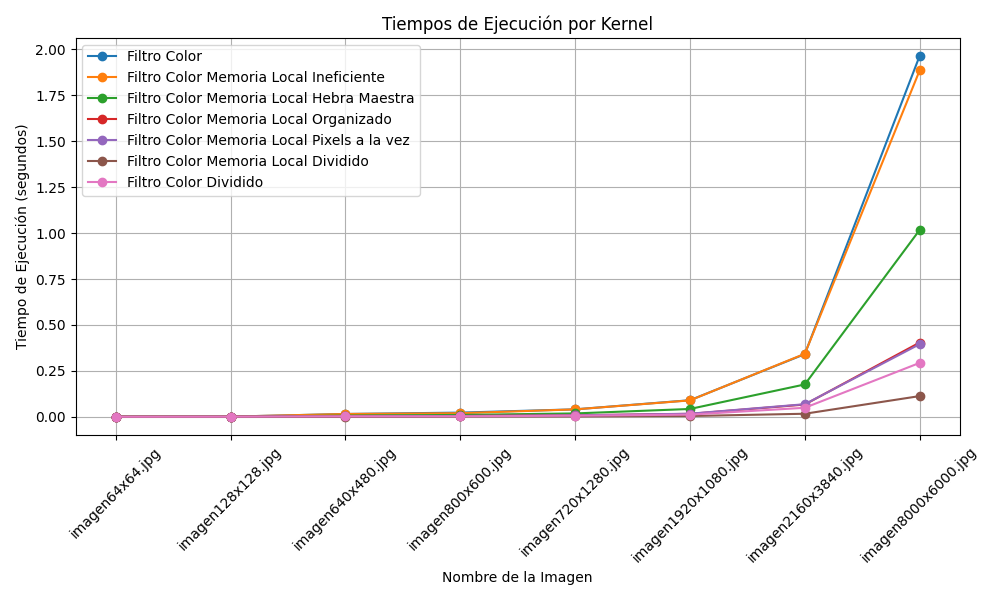 Tiempos de Ejecución por Kernel
Filtro Color
Filtro Color Memoria Local Ineficiente
Filtro Color Memoria Local Hebra Maestra
Filtro Color Memoria Local Organizado
Filtro Color Memoria Local Pixels a la vez
Filtro Color Memoria Local Dividido
Filtro Color Dividido
Tiempo de Ejecución (segundos)
2.00
1.75
1.50
1.25
1.00
0.75
0.50
0.25
0.00
imagen64x64.jpg
imagen128x128.jpg
imagen640x480.jpg
imagen800x600.jpg
imagen720x1280.jpg
imagen1920x1080.jpg
imagen2160x3840.jpg
imagen8000x6000.jpg
Nombre de la Imagen